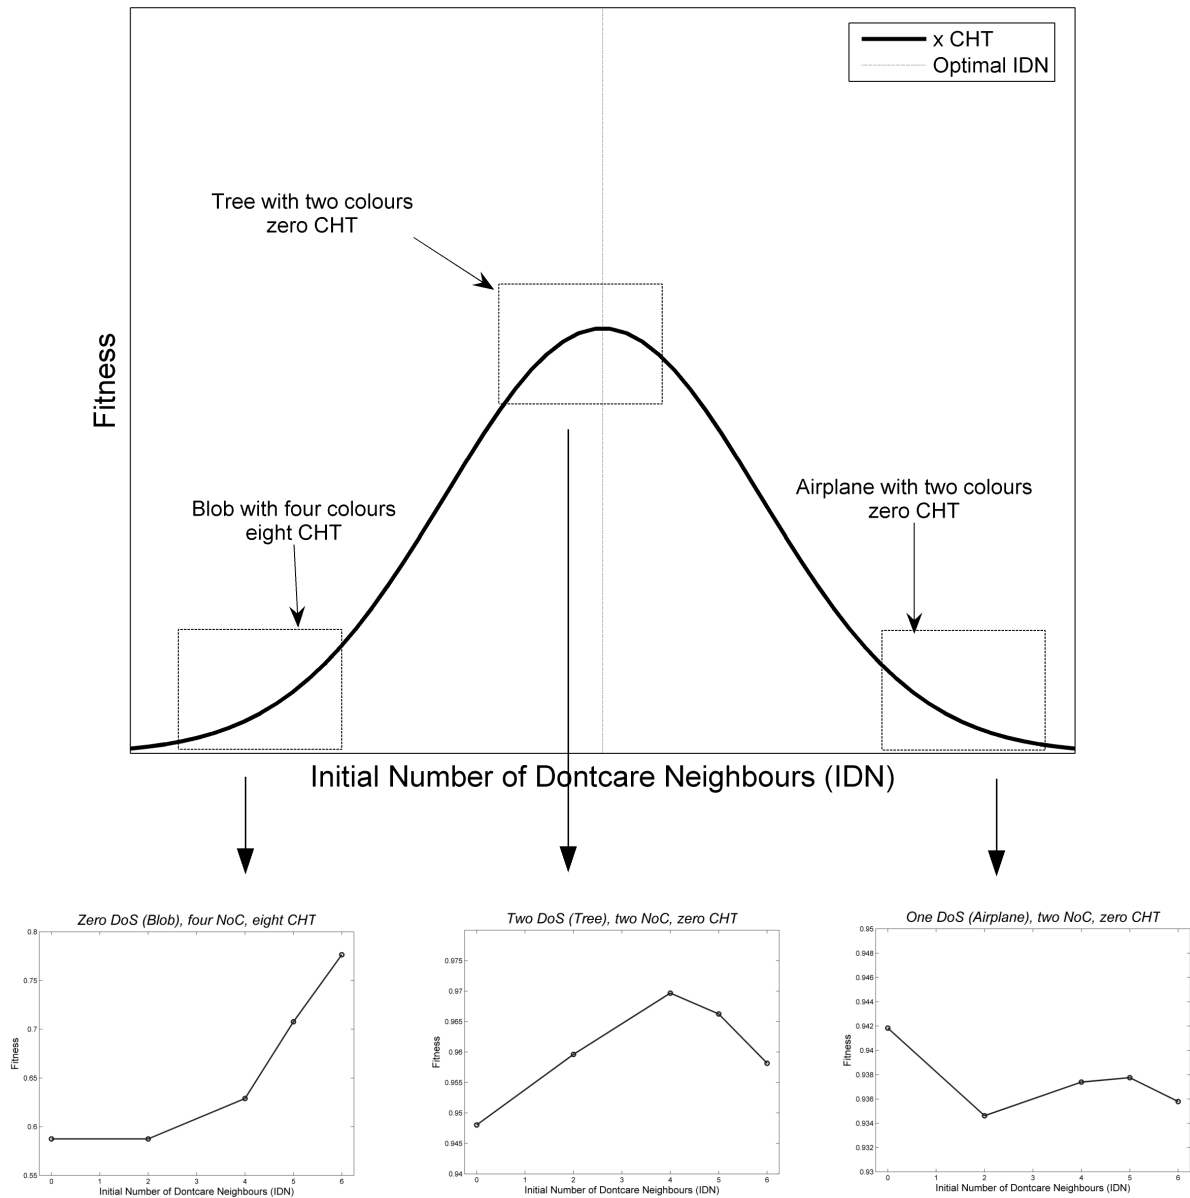 x CHT
Optimal IDN
Tree with two colours
zero CHT
Fitness
Blob with four colours
eight CHT
Airplane with two colours
zero CHT
Initial Number of Dontcare Neighbours (IDN)
Zero DoS (Blob), four NoC, eight CHT
0.8
0.75
0.7
0.65
0.6
0.55
Fitness
0 1 2 3 4 5 6
Initial Number of Dontcare Neighbours (IDN)
Two DoS (Tree), two NoC, zero CHT
0.975
0.97
0.965
0.96
0.955
0.95
0.945
0.94
Fitness
0 1 2 3 4 5 6
Initial Number of Dontcare Neighbours (IDN)
One DoS (Airplane), two NoC, zero CHT
0.95
0.948
0.946
0.944
0.942
0.94
0.938
0.936
0.934
0.932
0.93
Fitness
0 1 2 3 4 5 6
Initial Number of Dontcare Neighbours (IDN)